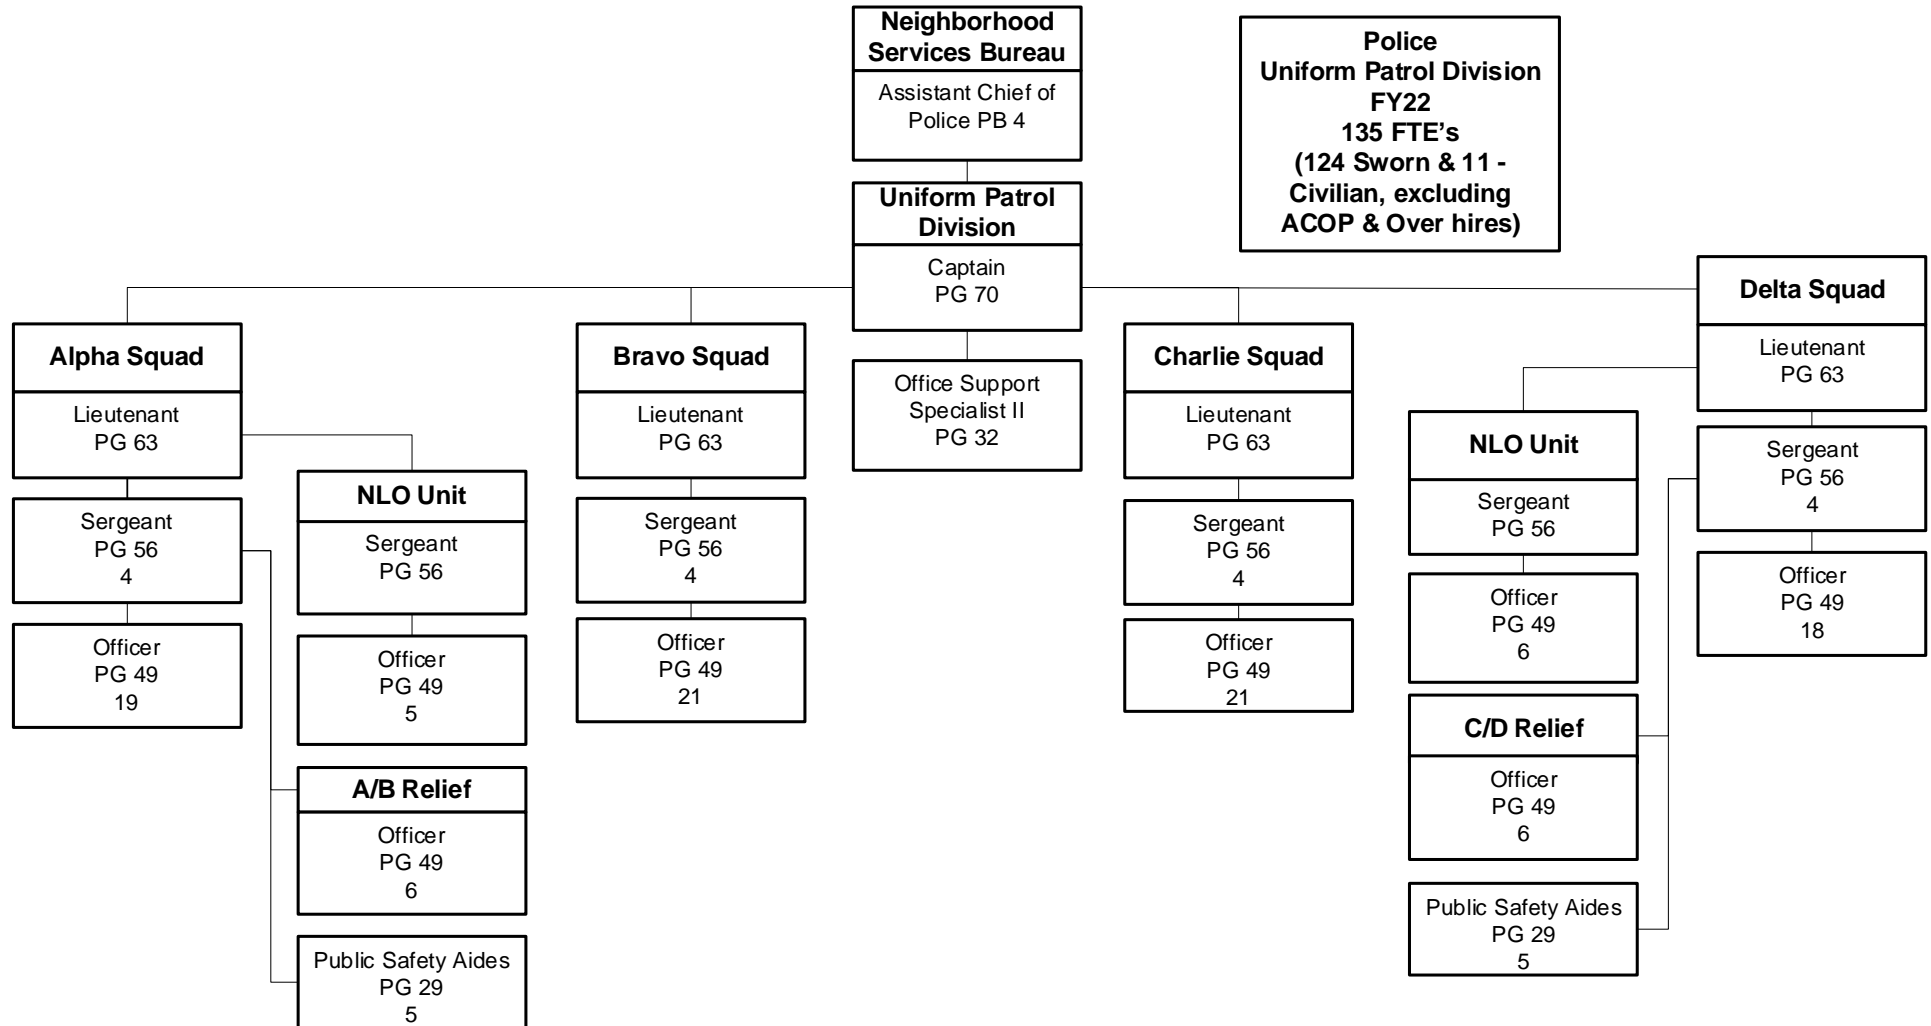 Neighborhood
Services Bureau
Assistant Chief of
Police PB 4
Police
Uniform Patrol Division
FY22
135 FTE’s
(124 Sworn & 11 -
Civilian, excluding
ACOP & Over hires)
Uniform Patrol
Division
Captain
PG 70
Office Support
Specialist II
PG 32
Alpha Squad
Lieutenant
PG 63
Sergeant
PG 56
4
Officer
PG 49
19
NLO Unit
Sergeant
PG 56
Officer
PG 49
5
A/B Relief
Officer
PG 49
6
Public Safety Aides
PG 29
5
Bravo Squad
Lieutenant
PG 63
Sergeant
PG 56
4
Officer
PG 49
21
Charlie Squad
Lieutenant
PG 63
Sergeant
PG 56
4
Officer
PG 49
21
Delta Squad
Lieutenant
PG 63
Sergeant
PG 56
4
Officer
PG 49
18
NLO Unit
Sergeant
PG 56
Officer
PG 49
6
C/D Relief
Officer
PG 49
6
Public Safety Aides
PG 29
5